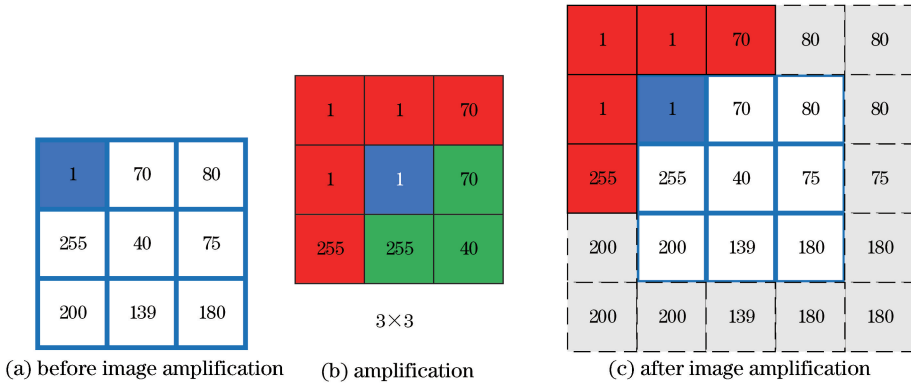 1 70 80
255 40 75
200 139 180
(a) before image amplification
1 1 70
1 1 70
255 255 40
3×3
(b) amplification
1 1 70 80 80
1 1 70 80 80
255 255 40 75 75
200 200 139 180 180
200 200 139 180 180
(c) after image amplification